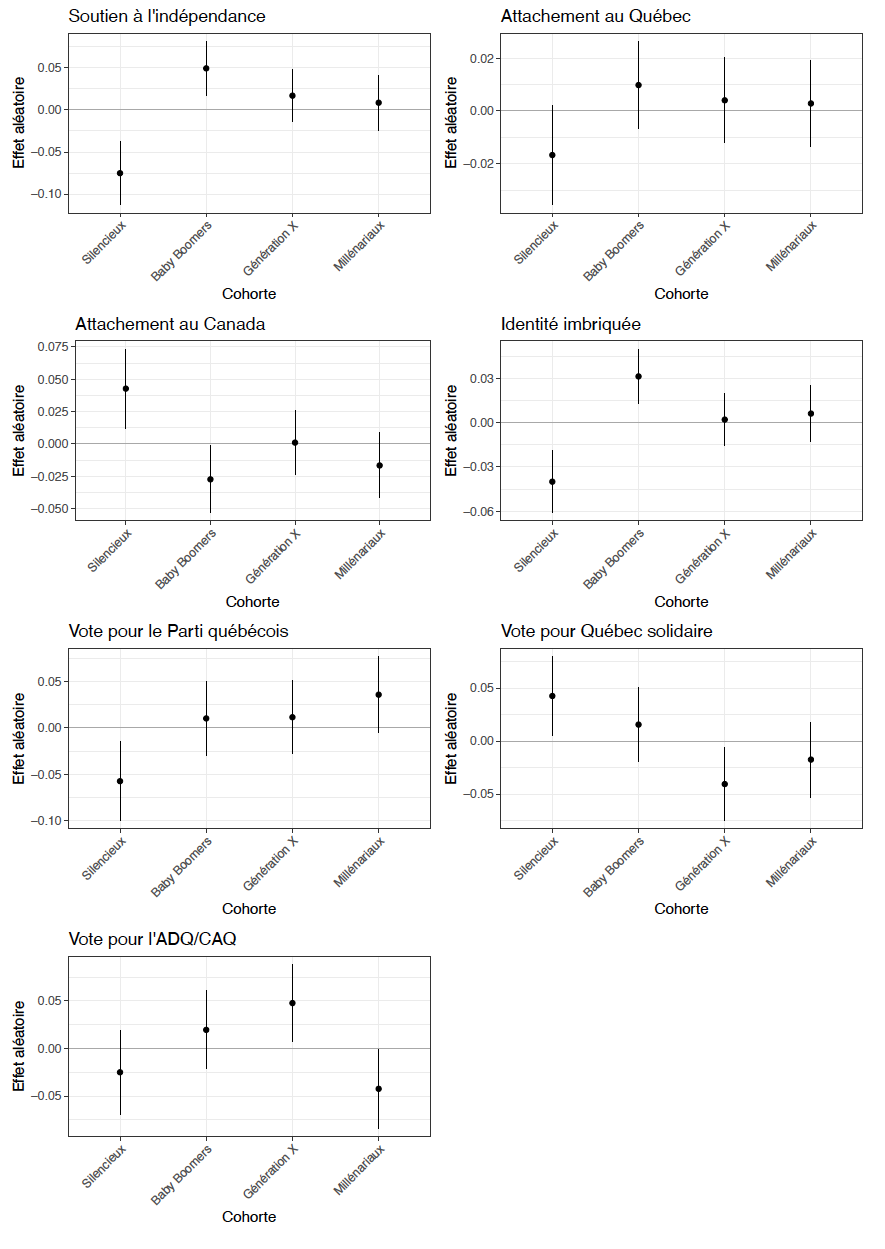 Soutien à l'indépendance
Effet aléatoire
0.05
0.00
−0.05
−0.10
Silencieux
Baby Boomers
Génération X
Millénariaux
Cohorte
Attachement au Québec
Effet aléatoire
0.02
0.00
−0.02
Silencieux
Baby Boomers
Génération X
Millénariaux
Cohorte
Attachement au Canada
Effet aléatoire
0.075
0.050
0.025
0.000
−0.025
−0.050
Silencieux
Baby Boomers
Génération X
Millénariaux
Cohorte
Identité imbriquée
Effet aléatoire
0.03
0.00
−0.03
−0.06
Silencieux
Baby Boomers
Génération X
Millénariaux
Cohorte
Vote pour le Parti québécois
Effet aléatoire
0.05
0.00
−0.05
−0.10
Silencieux
Baby Boomers
Génération X
Millénariaux
Cohorte
Vote pour Québec solidaire
Effet aléatoire
0.05
0.00
−0.05
Silencieux
Baby Boomers
Génération X
Millénariaux
Cohorte
Vote pour l'ADQ/CAQ
Effet aléatoire
0.05
0.00
−0.05
Silencieux
Baby Boomers
Génération X
Millénariaux
Cohorte